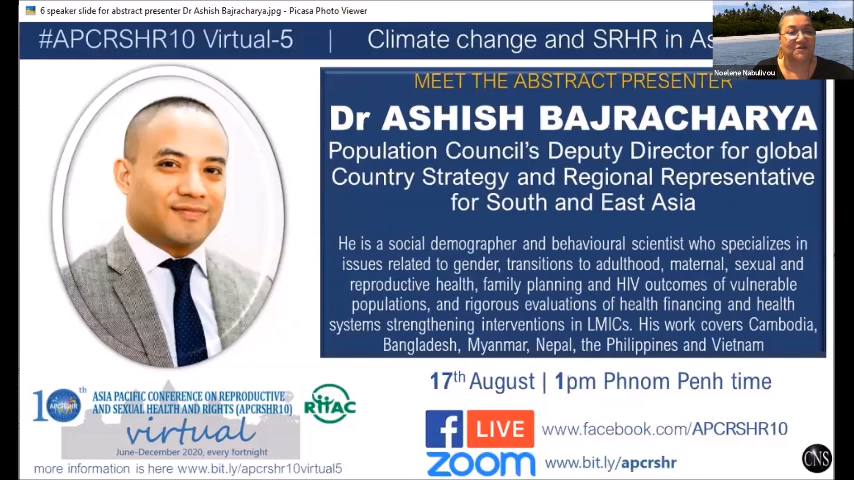 6 speaker slide for abstract presenter Dr Ashish Bajracharya.jpg - Picasa Photo Viewer
#APCRSHR10 Virtual-5 | Climate change and SRHR in As
Noelene Nabulivou
MEET THE ABSTRACT PRESENTER
Dr ASHISH BAJRACHARYA
Population Council's Deputy Director for global
Country Strategy and Regional Representative
for South and East Asia
He is a social demographer and behavioural scientist who specializes in
issues related to gender, transitions to adulthood, maternal, sexual and
reproductive health, family planning and HIV outcomes of vulnerable
populations, and rigorous evaluations of health financing and health
systems strengthening interventions in LMICs. His work covers Cambodia,
Bangladesh, Myanmar, Nepal, the Philippines and Vietnam
17th August | 1pm Phnom Penh time
10th
APCRSHR
ASIA PACIFIC CONFERENCE ON REPRODUCTIVE
AND SEXUAL HEALTH AND RIGHTS (APCRSHR10)
virtual
June-December 2020, every fortnight
more information is here www.bit.ly/apcrshr10virtual5
RHAC
f LIVE www.facebook.com/APCRSHR10
zoom www.bit.ly/apcrshr
CNS